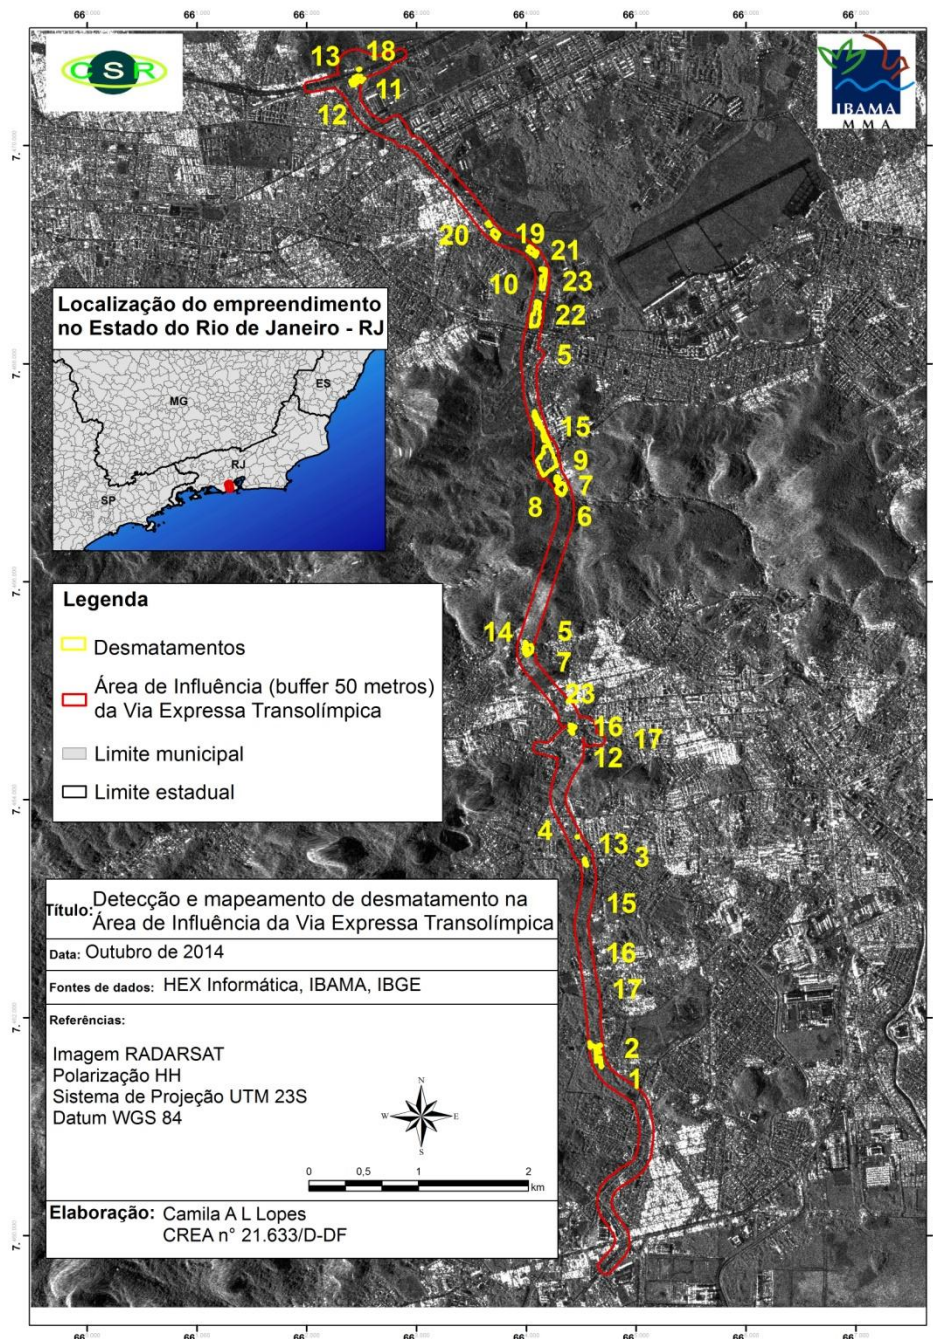 CSR
IBAMA
MMA
13
18
11
12
20
19
21
10
23
22
5
15
9
7
8
6
14
5
7
23
16
17
12
4
13
3
15
16
17
2
1
Localização do empreendimento
no Estado do Rio de Janeiro - RJ
MG
ES
RJ
SP
Legenda
Desmatamentos
Área de Influência (buffer 50 metros)
da Via Expressa Transolímpica
Limite municipal
Limite estadual
Título: Detecção e mapeamento de desmatamento na
Área de Influência da Via Expressa Transolímpica
Data: Outubro de 2014
Fontes de dados: HEX Informática, IBAMA, IBGE
Referências:
Imagem RADARSAT
Polarização HH
Sistema de Projeção UTM 23S
Datum WGS 84
N
W E
S
0 0,5 1 2
km
Elaboração: Camila A L Lopes
CREA n° 21.633/D-DF